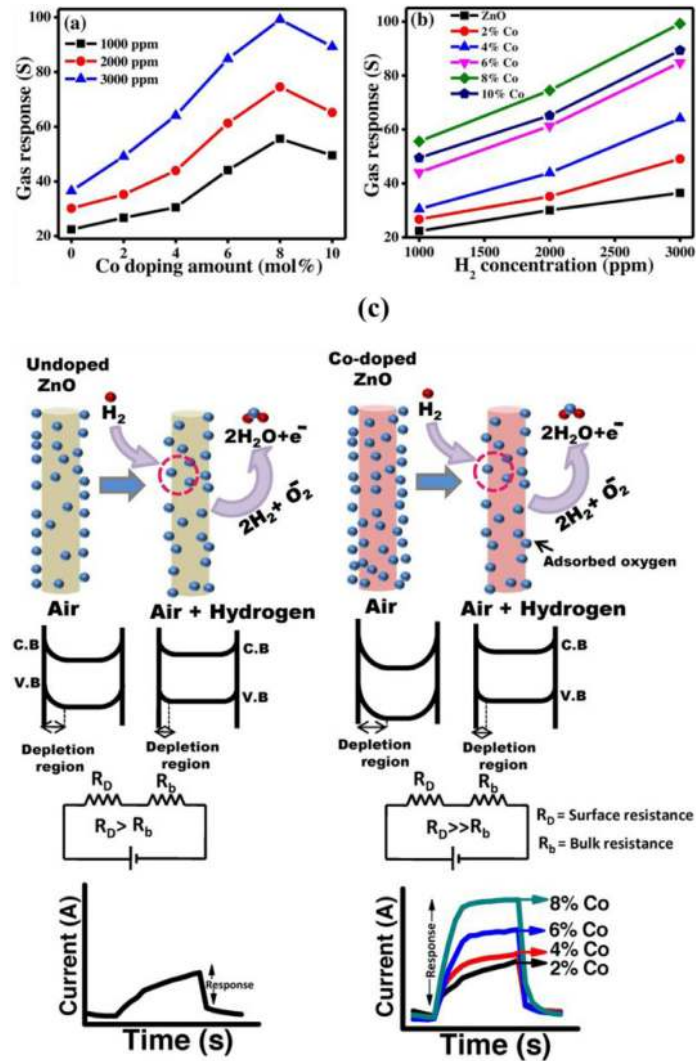 (a)
1000 ppm
2000 ppm
3000 ppm
Gas response (S)
100
80
60
40
20
0 2 4 6 8 10
Co doping amount (mol%)
(b)
ZnO
2% Co
4% Co
6% Co
8% Co
10% Co
Gas response (S)
100
80
60
40
20
1000 1500 2000 2500 3000
H2 concentration (ppm)
(c)
Undoped
ZnO
H2
2H2O+e-
2H2+ O2-
Air
Air + Hydrogen
C.B
V.B
C.B
V.B
Depletion
region
Depletion
region
RD
Rb
RD> Rb
Response
Current (A)
Time (s)
Co-doped
ZnO
H2
2H2O+e-
2H2+ O2-
Adsorbed oxygen
Air
Air + Hydrogen
C.B
V.B
Depletion
region
Depletion
region
RD
Rb
RD>>Rb
RD= Surface resistance
Rb= Bulk resistance
Response
8% Co
6% Co
4% Co
2% Co
Current (A)
Time (s)